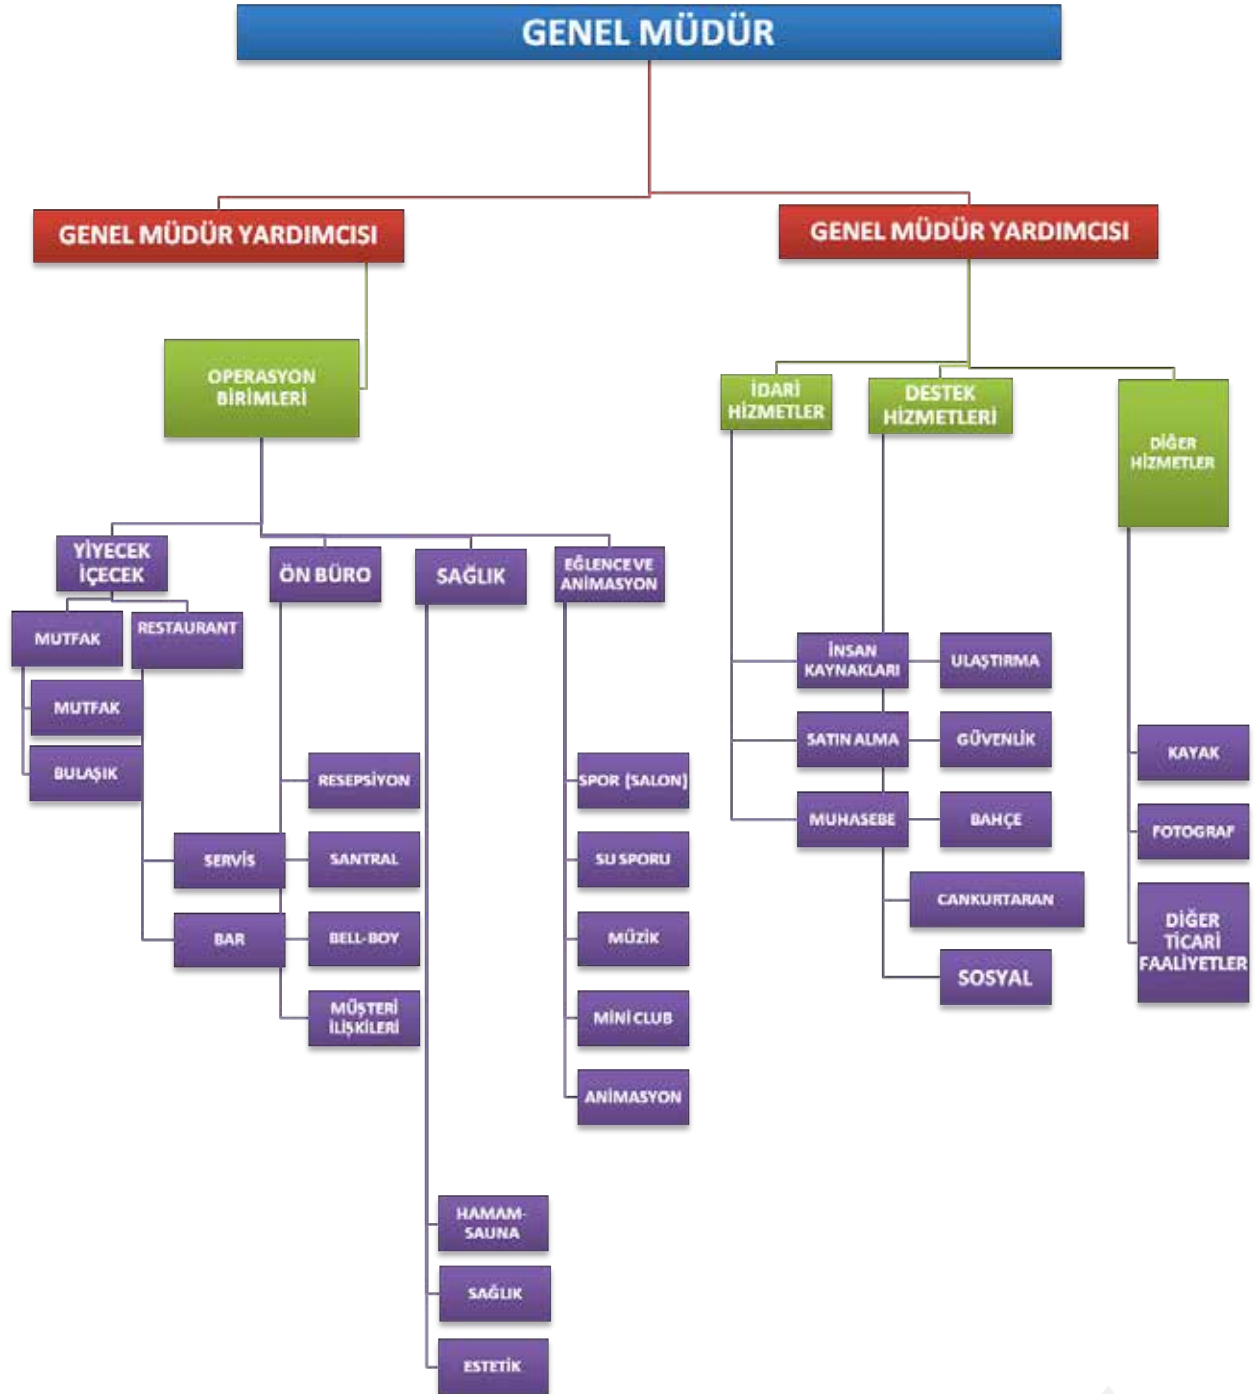 GENEL MÜDÜR
GENEL MÜDÜR YARDIMCISI
GENEL MÜDÜR YARDIMCISI
OPERASYON
BİRİMLERİ
İDARİ
HİZMETLER
DESTEK
HİZMETLERİ
DİĞER
HİZMETLER
YİYECEK
İÇECEK
ÖN BÜRO
SAĞLIK
EĞLENCE VE
ANİMASYON
MUTFAK
RESTAURANT
MUTFAK
BULAŞIK
SERVİS
BAR
RESEPSİYON
SANTRAL
BELL-BOY
MÜŞTERİ
İLİŞKİLERİ
HAMAM-
SAUNA
SAĞLIK
ESTETİK
SPOR (SALON)
SU SPORU
MÜZİK
MİNİ CLUB
ANİMASYON
İNSAN
KAYNAKLARI
SATIN ALMA
MUHASEBE
ULAŞTIRMA
GÜVENLİK
BAHÇE
CANKURTARAN
SOSYAL
KAYAK
FOTOGRAF
DİĞER
TİCARİ
FAALİYETLER